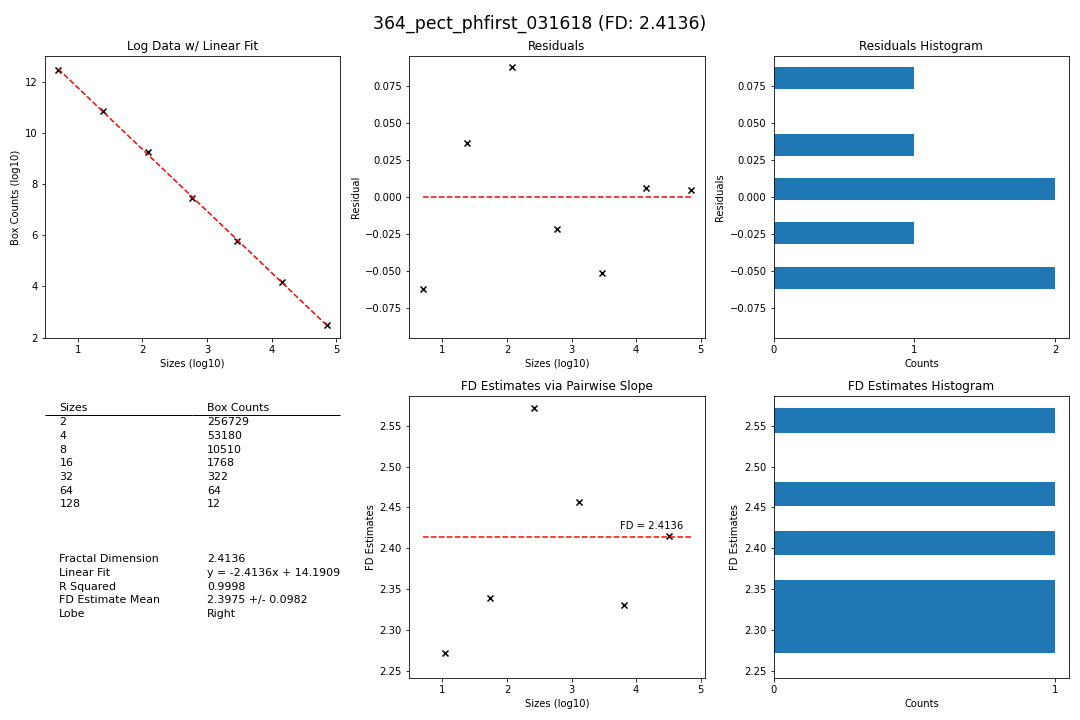 364_pect_phfirst_031618 (FD: 2.4136)
Log Data w/ Linear Fit
12
10
8
6
4
2
Box Counts (log10)
1 2 3 4 5
Sizes (log10)
Residuals
0.075
0.050
0.025
0.000
−0.025
−0.050
−0.075
Residual
1 2 3 4 5
Sizes (log10)
Residuals Histogram
0.075
0.050
0.025
0.000
−0.025
−0.050
−0.075
Residuals
0 1 2
Counts
Sizes Box Counts
2 256729
4 53180
8 10510
16 1768
32 322
64 64
128 12
Fractal Dimension 2.4136
Linear Fit y = -2.4136x + 14.1909
R Squared 0.9998
FD Estimate Mean 2.3975 +/- 0.0982
Lobe Right
FD Estimates via Pairwise Slope
2.55
2.50
2.45
2.40
2.35
2.30
2.25
FD Estimates
FD = 2.4136
1 2 3 4 5
Sizes (log10)
FD Estimates Histogram
2.55
2.50
2.45
2.40
2.35
2.30
2.25
FD Estimates
0 1
Counts